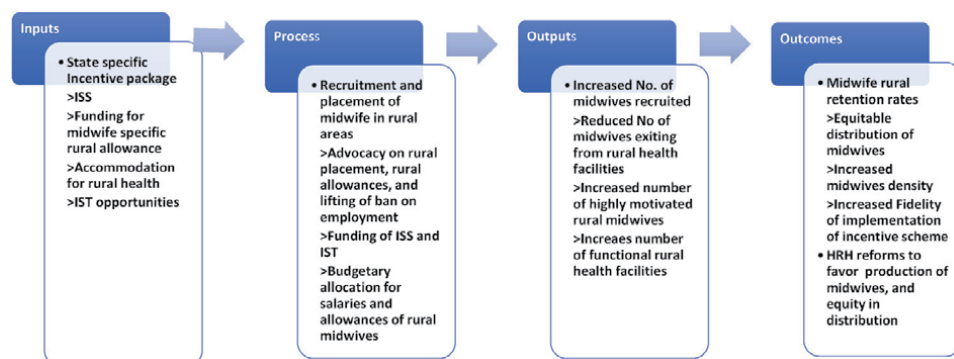 Inputs
• State specific
Incentive package
>ISS
>Funding for
midwife specific
rural allowance
>Accommodation
for rural health
>IST opportunities
Process
• Recruitment and
placement of
midwife in rural
areas
>Advocacy on rural
placement, rural
allowances, and
lifting of ban on
employment
>Funding of ISS and
IST
>Budgetary
allocation for
salaries and
allowances of rural
midwives
Outputs
• Increased No. of
midwives recruited
>Reduced No of
midwives exiting
from rural health
facilities
>Increased number
of highly motivated
rural midwives
>Increaes number
of functional rural
health facilities
Outcomes
• Midwife rural
retention rates
>Equitable
distribution of
midwives
>Increased
midwives density
>Increased Fidelity
of implementation
of incentive scheme
• HRH reforms to
favor production of
midwives, and
equity in
distribution